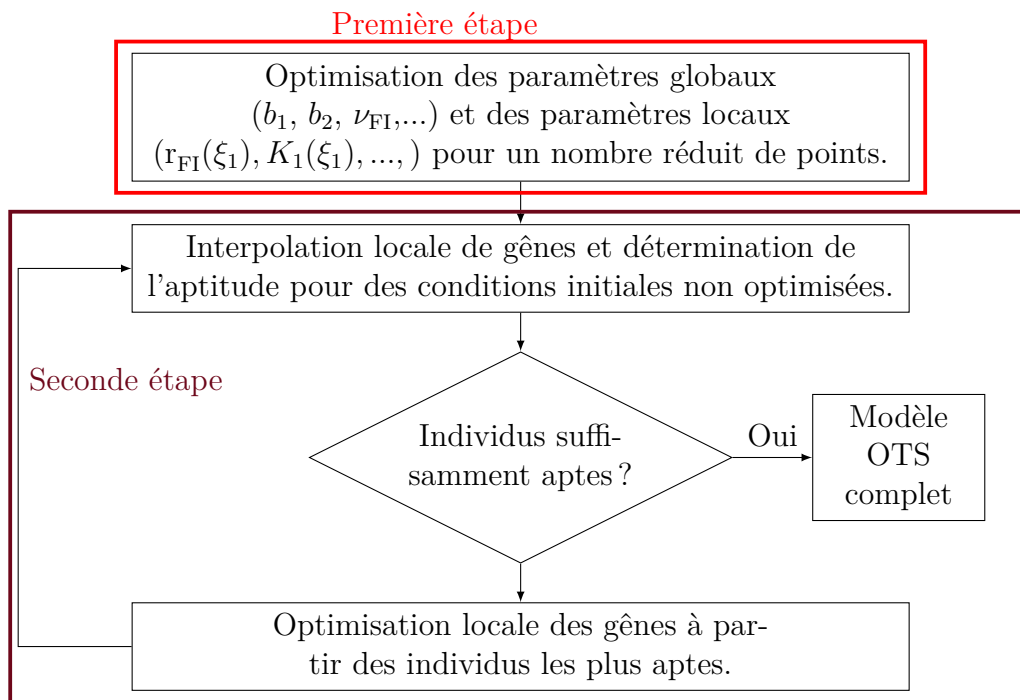 Première étape
Optimisation des paramètres globaux
(b₁, b₂, ν_FI,...) et des paramètres locaux
(r_FI(ξ₁), K₁(ξ₁), ..., ) pour un nombre réduit de points.
Interpolation locale de gênes et détermination de
l'aptitude pour des conditions initiales non optimisées.
Seconde étape
Individus suffi-
samment aptes ?
Oui
Modèle
OTS
complet
Optimisation locale des gênes à par-
tir des individus les plus aptes.